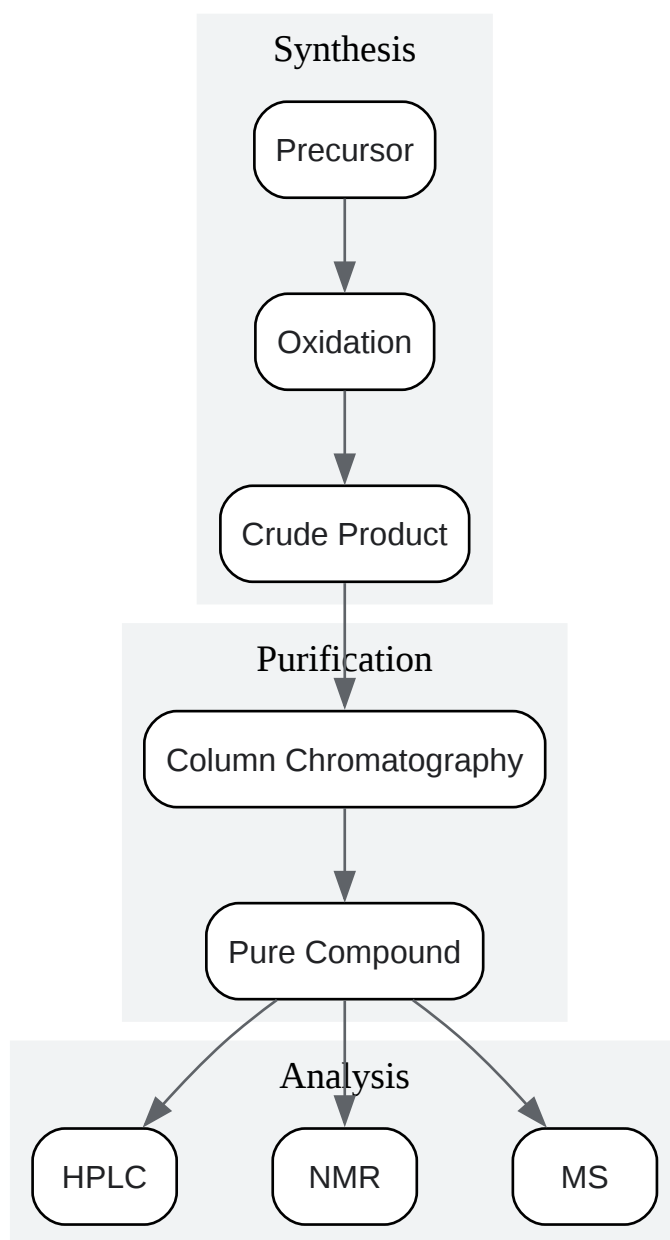 Synthesis
Precursor
Oxidation
Crude Product
Purification
Column Chromatography
Pure Compound
Analysis
HPLC
NMR
MS